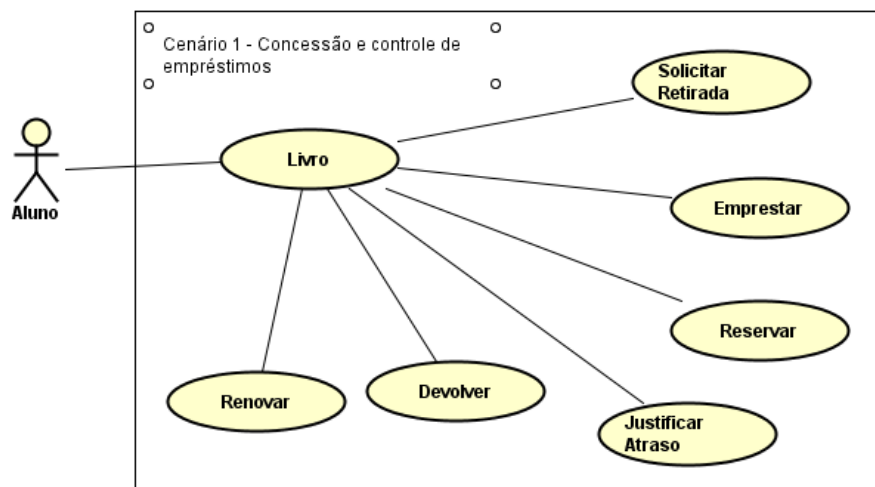 Cenário 1 - Concessão e controle de
empréstimos
Solicitar
Retirada
Livro
Aluno
Emprestar
Reservar
Renovar
Devolver
Justificar
Atraso